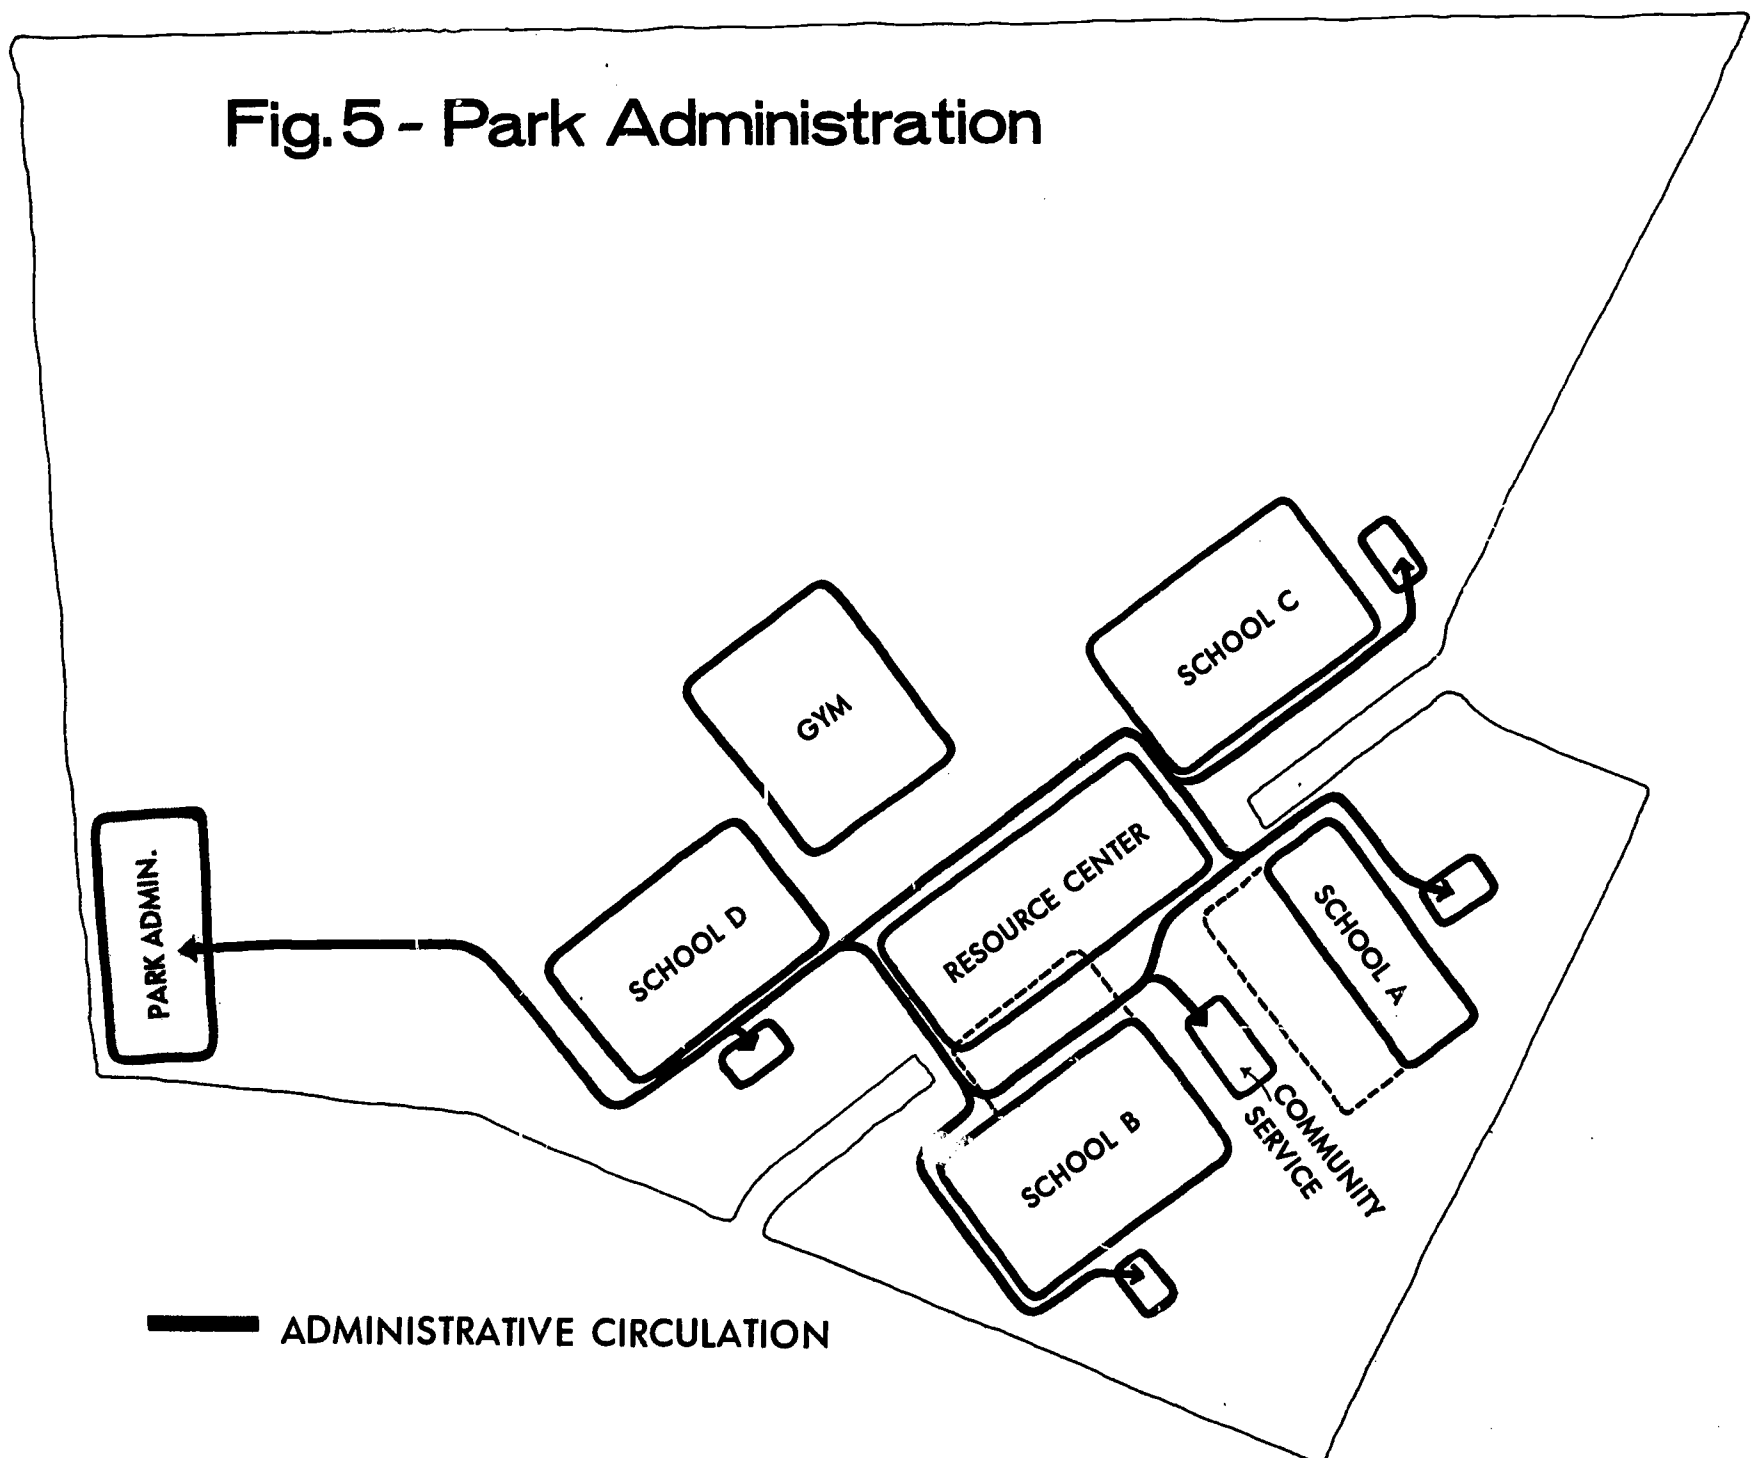 Fig. 5 - Park Administration
SCHOOL C
GYM
RESOURCE CENTER
PARK ADMIN.
SCHOOL D
SCHOOL A
SCHOOL B
COMMUNITY
SERVICE
ADMINISTRATIVE CIRCULATION